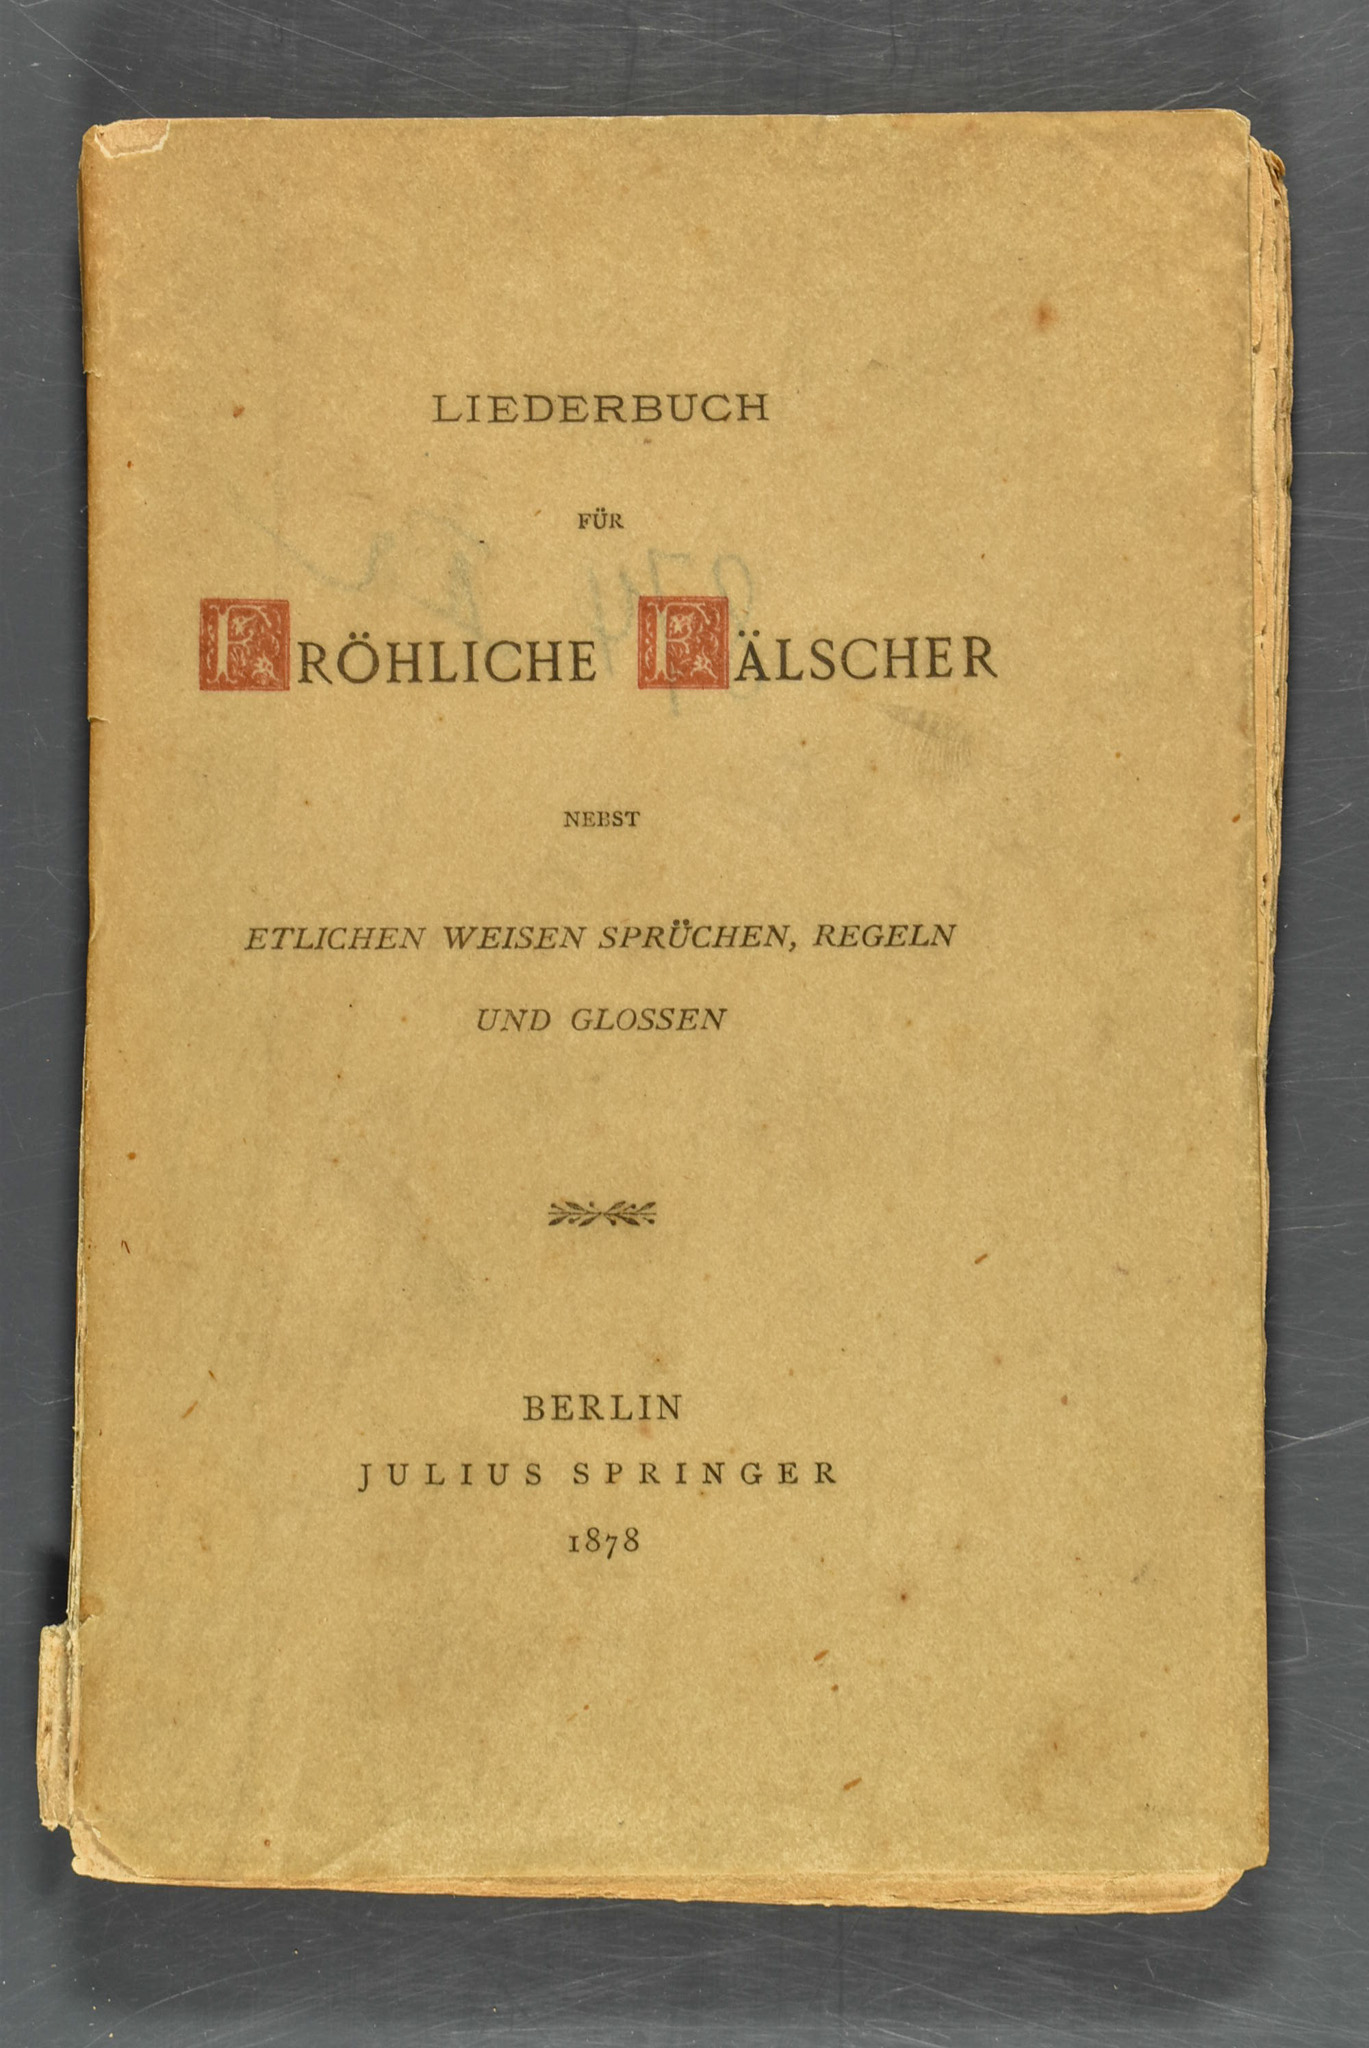 LIEDERBUCH
FÜR
FRÖHLICHE FÄLSCHER
NEBST
ETLICHEN WEISEN SPRÜCHEN, REGELN
UND GLOSSEN
BERLIN
JULIUS SPRINGER
1878